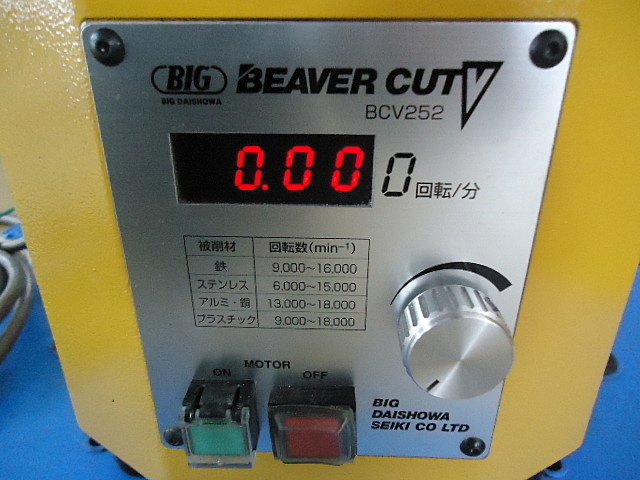 BIG
BIG DAISHOWA
BEAVER CUT V
BCV252
0.000 回転/分
被削材 回転数(min⁻¹)
鉄 9,000~16,000
ステンレス 6,000~15,000
アルミ・銅 13,000~18,000
プラスチック 9,000~18,000
MOTOR
ON OFF
BIG
DAISHOWA
SEIKI CO LTD